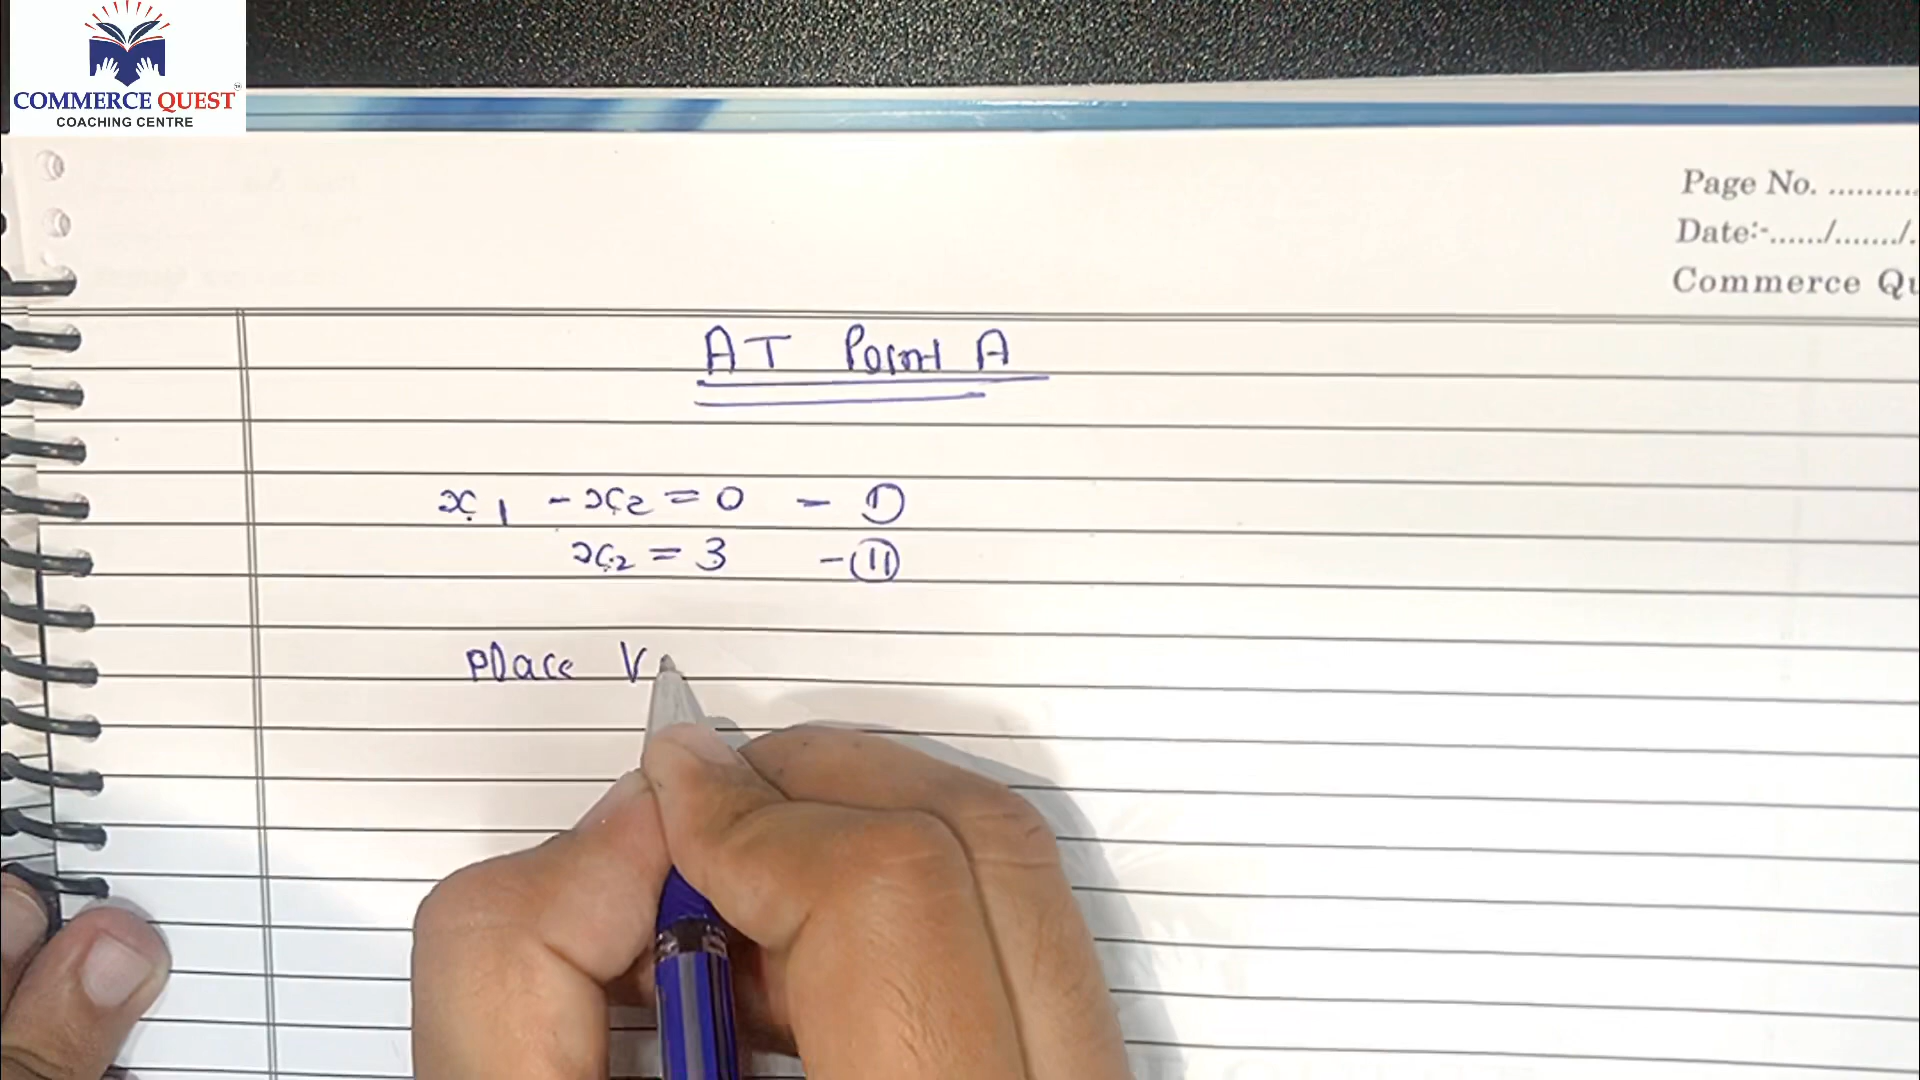 COMMERCE QUEST
COACHING CENTRE
Page No. ..........
Date:-....../......./.
Commerce Qu
AT Point A
x₁ - x₂ = 0 - (I)
x₂ = 3 - (II)
Place V